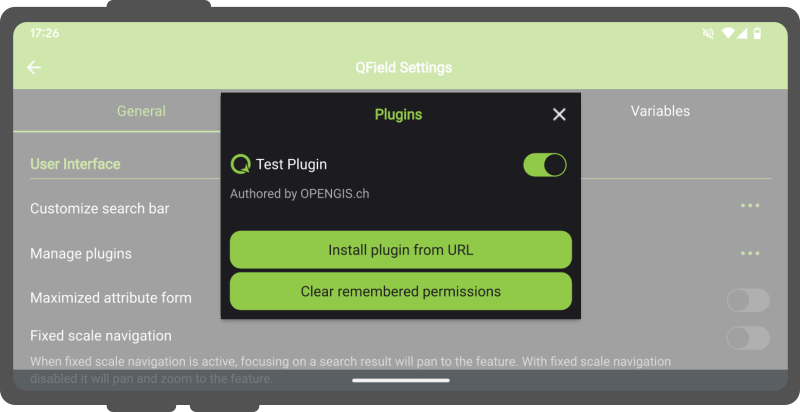 17:26
QField Settings
General
Variables
Plugins
Test Plugin
Authored by OPENGIS.ch
Install plugin from URL
Clear remembered permissions
User Interface
Customize search bar
Manage plugins
Maximized attribute form
Fixed scale navigation
When fixed scale navigation is active, focusing on a search result will pan to the feature. With fixed scale navigation
disabled it will pan and zoom to the feature.